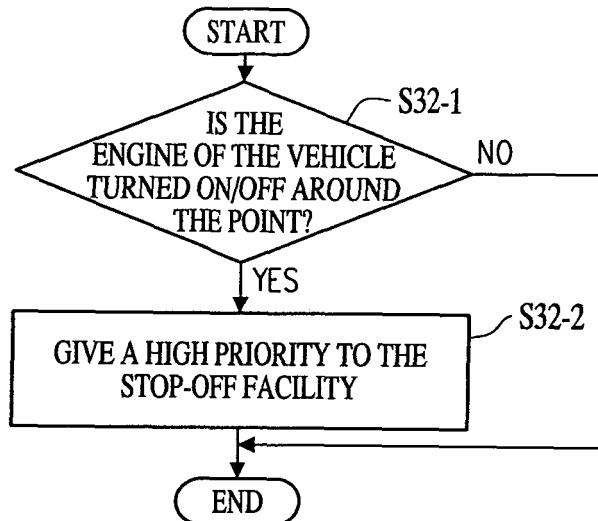 START
S32-1
IS THE
ENGINE OF THE VEHICLE
TURNED ON/OFF AROUND
THE POINT?
NO
YES
S32-2
GIVE A HIGH PRIORITY TO THE
STOP-OFF FACILITY
END